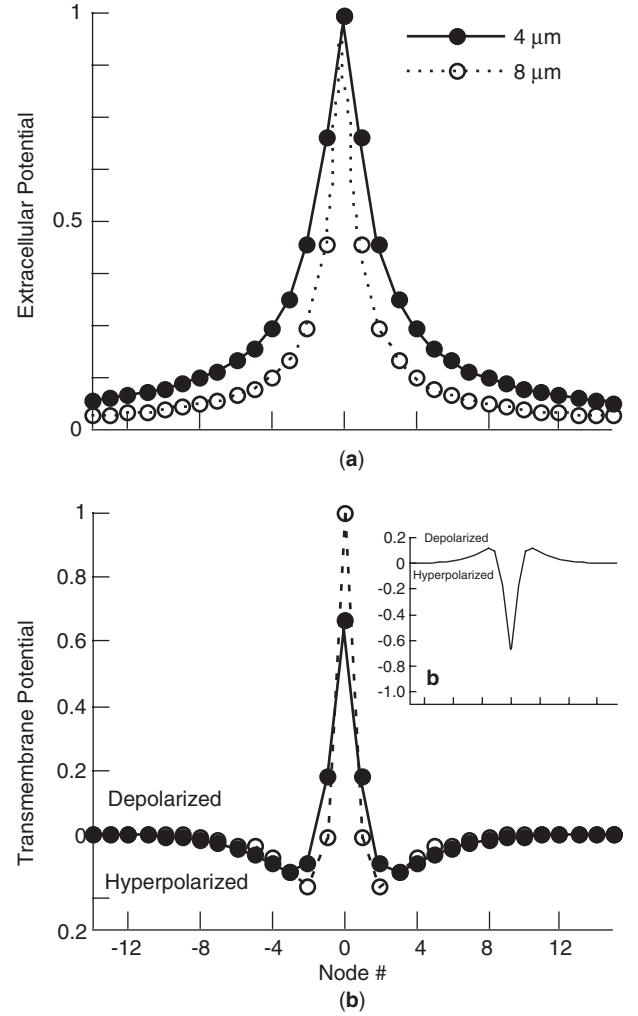 1
4 μm
8 μm
0.5
Extracellular Potential
0
(a)
1
0.8
0.6
0.4
0.2
0
0.2
Transmembrane Potential
Depolarized
Hyperpolarized
0.2
0
-0.2
-0.4
-0.6
-0.8
-1.0
Depolarized
Hyperpolarized
b
-12 -8 -4 0 4 8 12
Node #
(b)